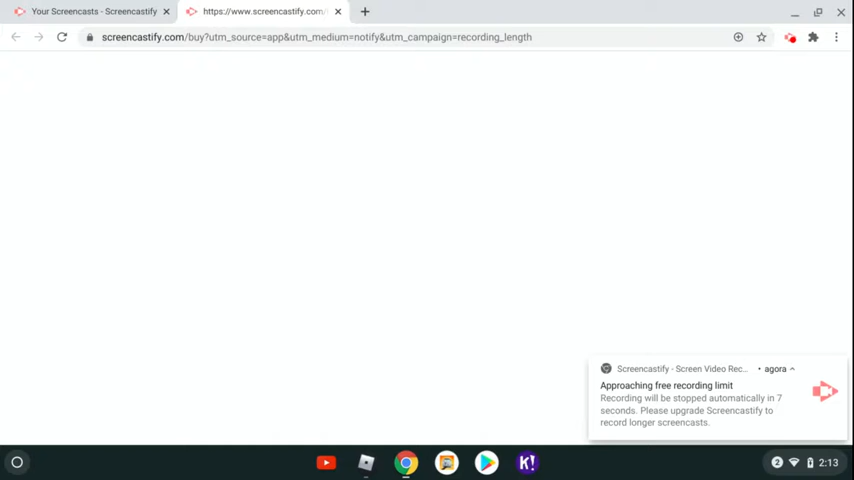 Your Screencasts - Screencastify
https://www.screencastify.com/
screencastify.com/buy?utm_source=app&utm_medium=notify&utm_campaign=recording_length
Screencastify - Screen Video Rec... • agora
Approaching free recording limit
Recording will be stopped automatically in 7
seconds. Please upgrade Screencastify to
record longer screencasts.
K!
2
2:13